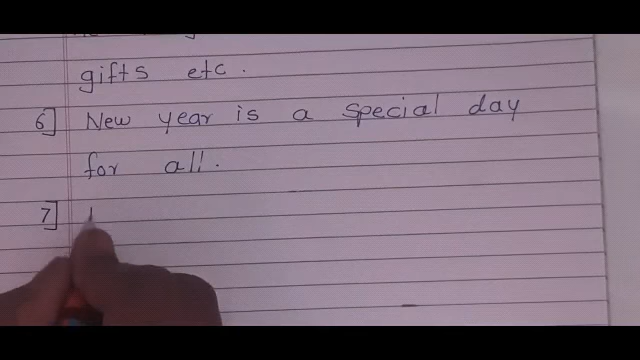 gifts etc.
6] New year is a special day
for all.
7]